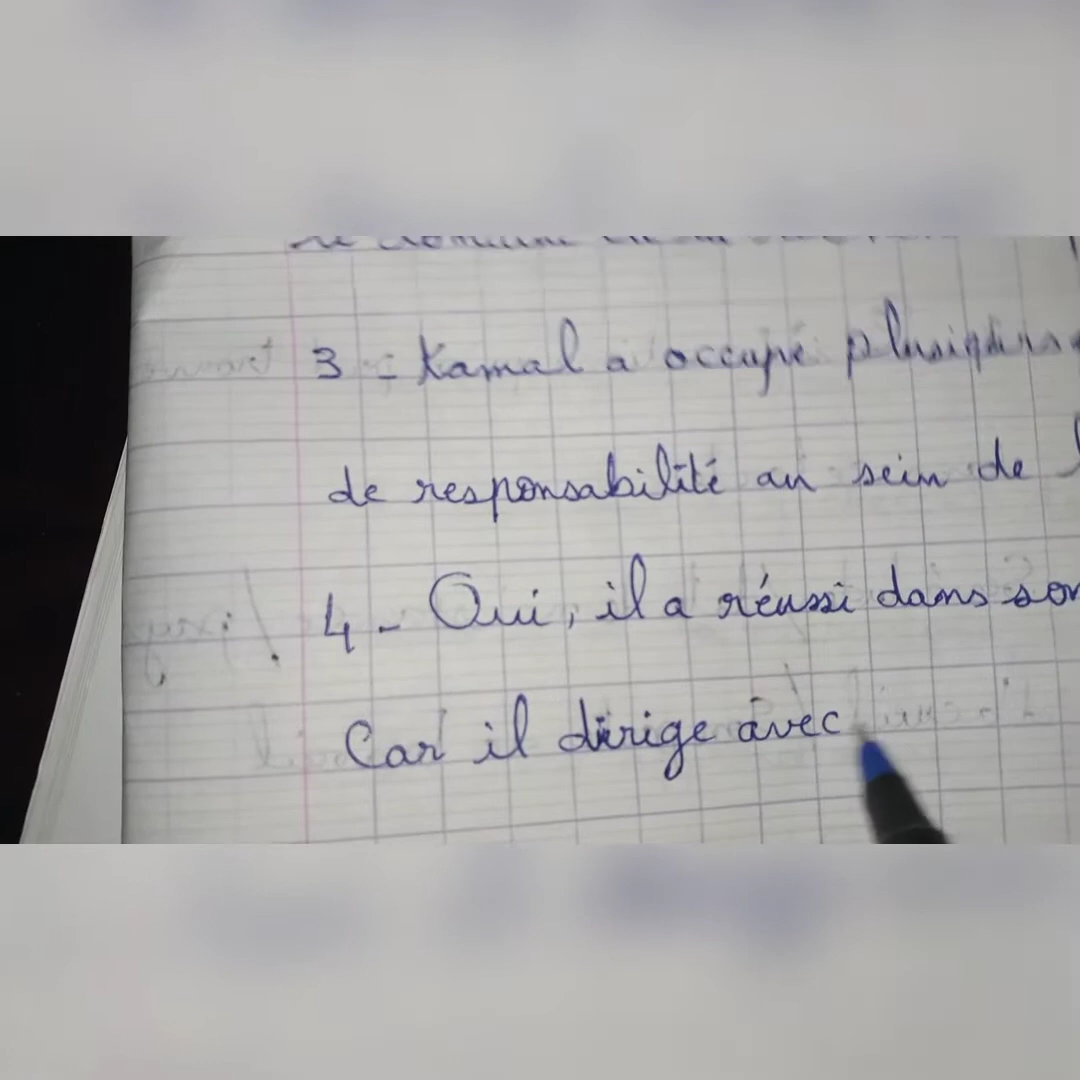 3 - Kamal a occupé plusieurs
de responsabilité au sein de
4 - Oui, il a réussi dans son
Car il dirige avec